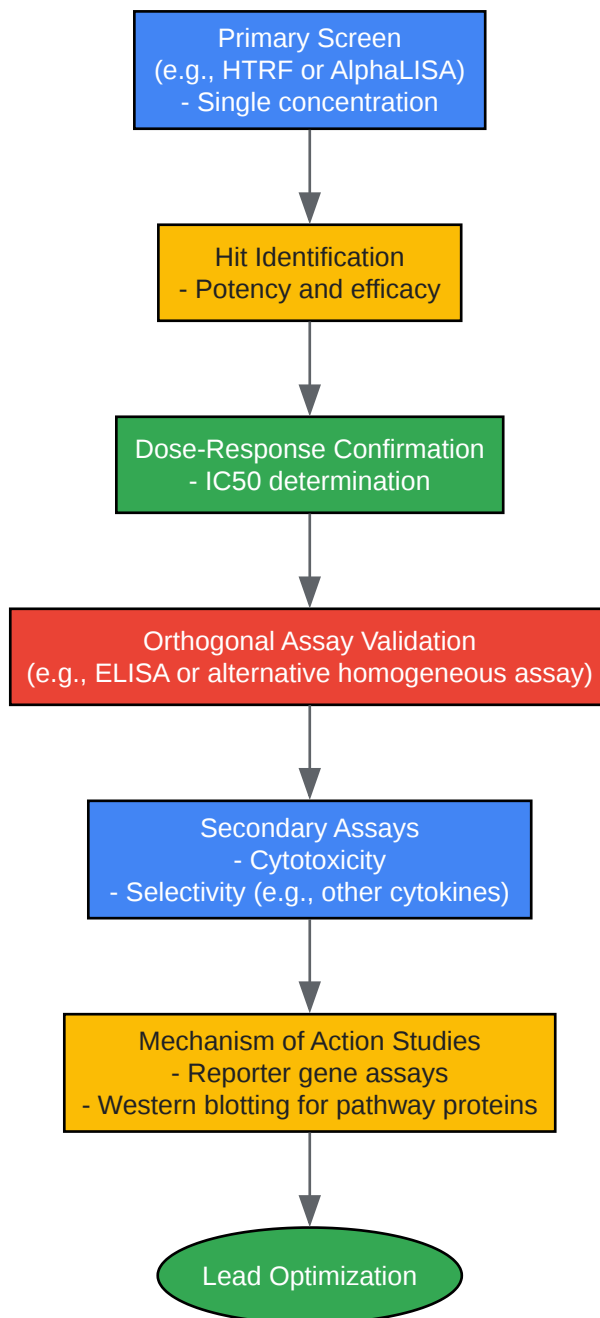 Primary Screen
(e.g., HTRF or AlphaLISA)
- Single concentration
Hit Identification
- Potency and efficacy
Dose-Response Confirmation
- IC50 determination
Orthogonal Assay Validation
(e.g., ELISA or alternative homogeneous assay)
Secondary Assays
- Cytotoxicity
- Selectivity (e.g., other cytokines)
Mechanism of Action Studies
- Reporter gene assays
- Western blotting for pathway proteins
Lead Optimization